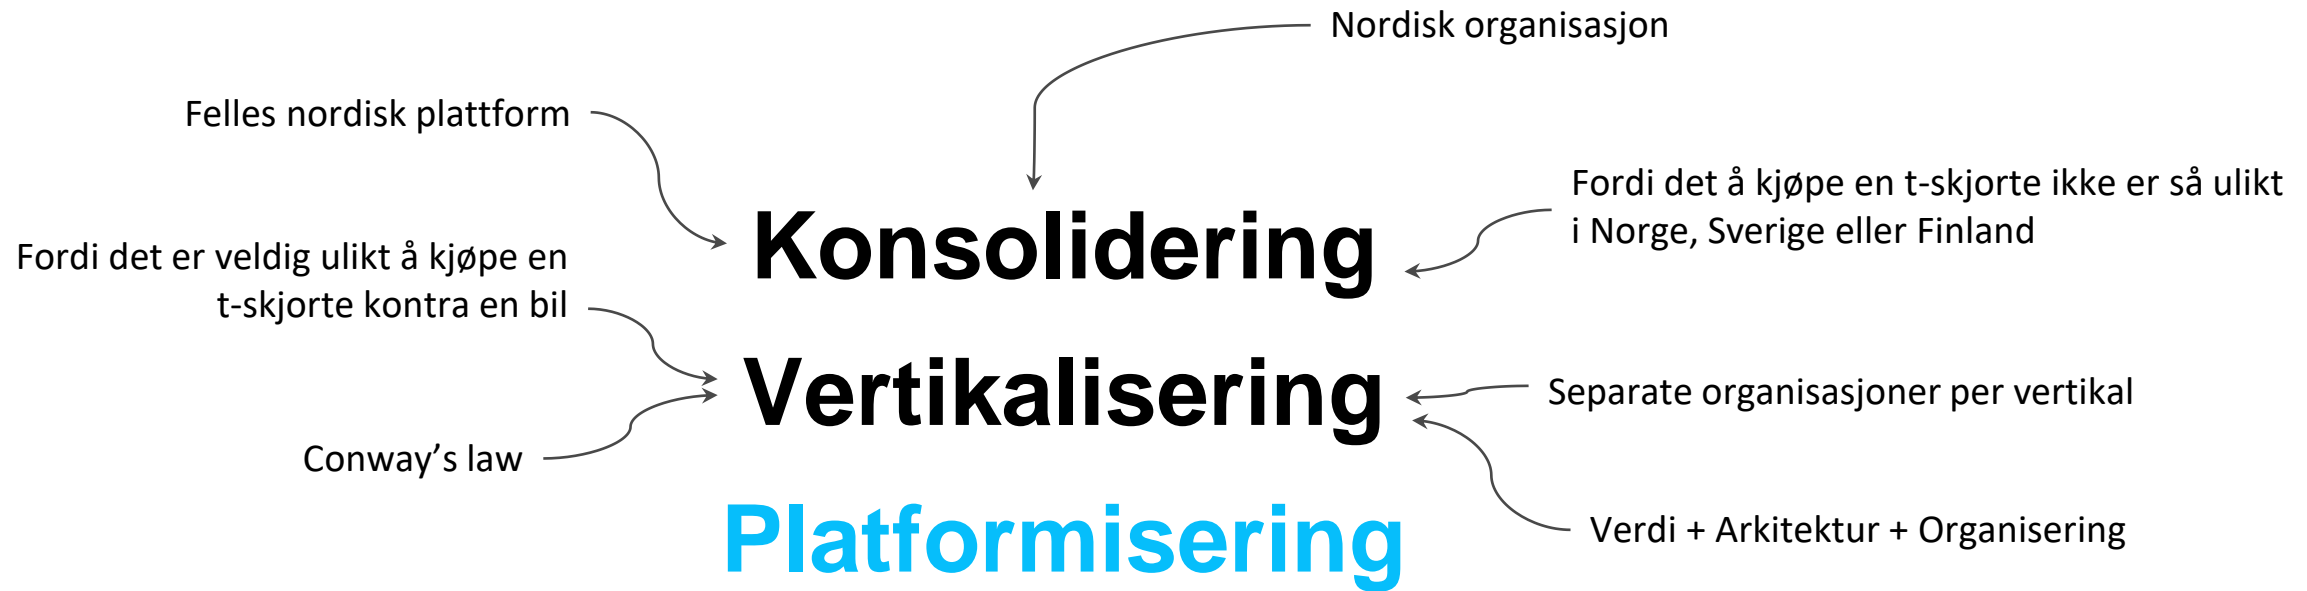 Nordisk organisasjon
Felles nordisk plattform
Fordi det å kjøpe en t-skjorte ikke er så ulikt
i Norge, Sverige eller Finland
Konsolidering
Fordi det er veldig ulikt å kjøpe en
t-skjorte kontra en bil
Vertikalisering
Separate organisasjoner per vertikal
Conway’s law
Verdi + Arkitektur + Organisering
Platformisering